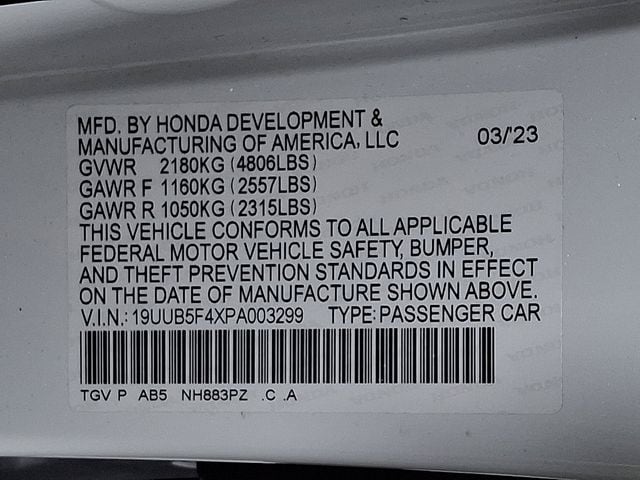 MFD. BY HONDA DEVELOPMENT &
MANUFACTURING OF AMERICA, LLC 03/'23
GVWR 2180KG (4806LBS)
GAWR F 1160KG (2557LBS)
GAWR R 1050KG (2315LBS)
THIS VEHICLE CONFORMS TO ALL APPLICABLE
FEDERAL MOTOR VEHICLE SAFETY, BUMPER,
AND THEFT PREVENTION STANDARDS IN EFFECT
ON THE DATE OF MANUFACTURE SHOWN ABOVE.
V.I.N.: 19UUB5F4XPA003299 TYPE: PASSENGER CAR
TGV P AB5 NH883PZ .C .A